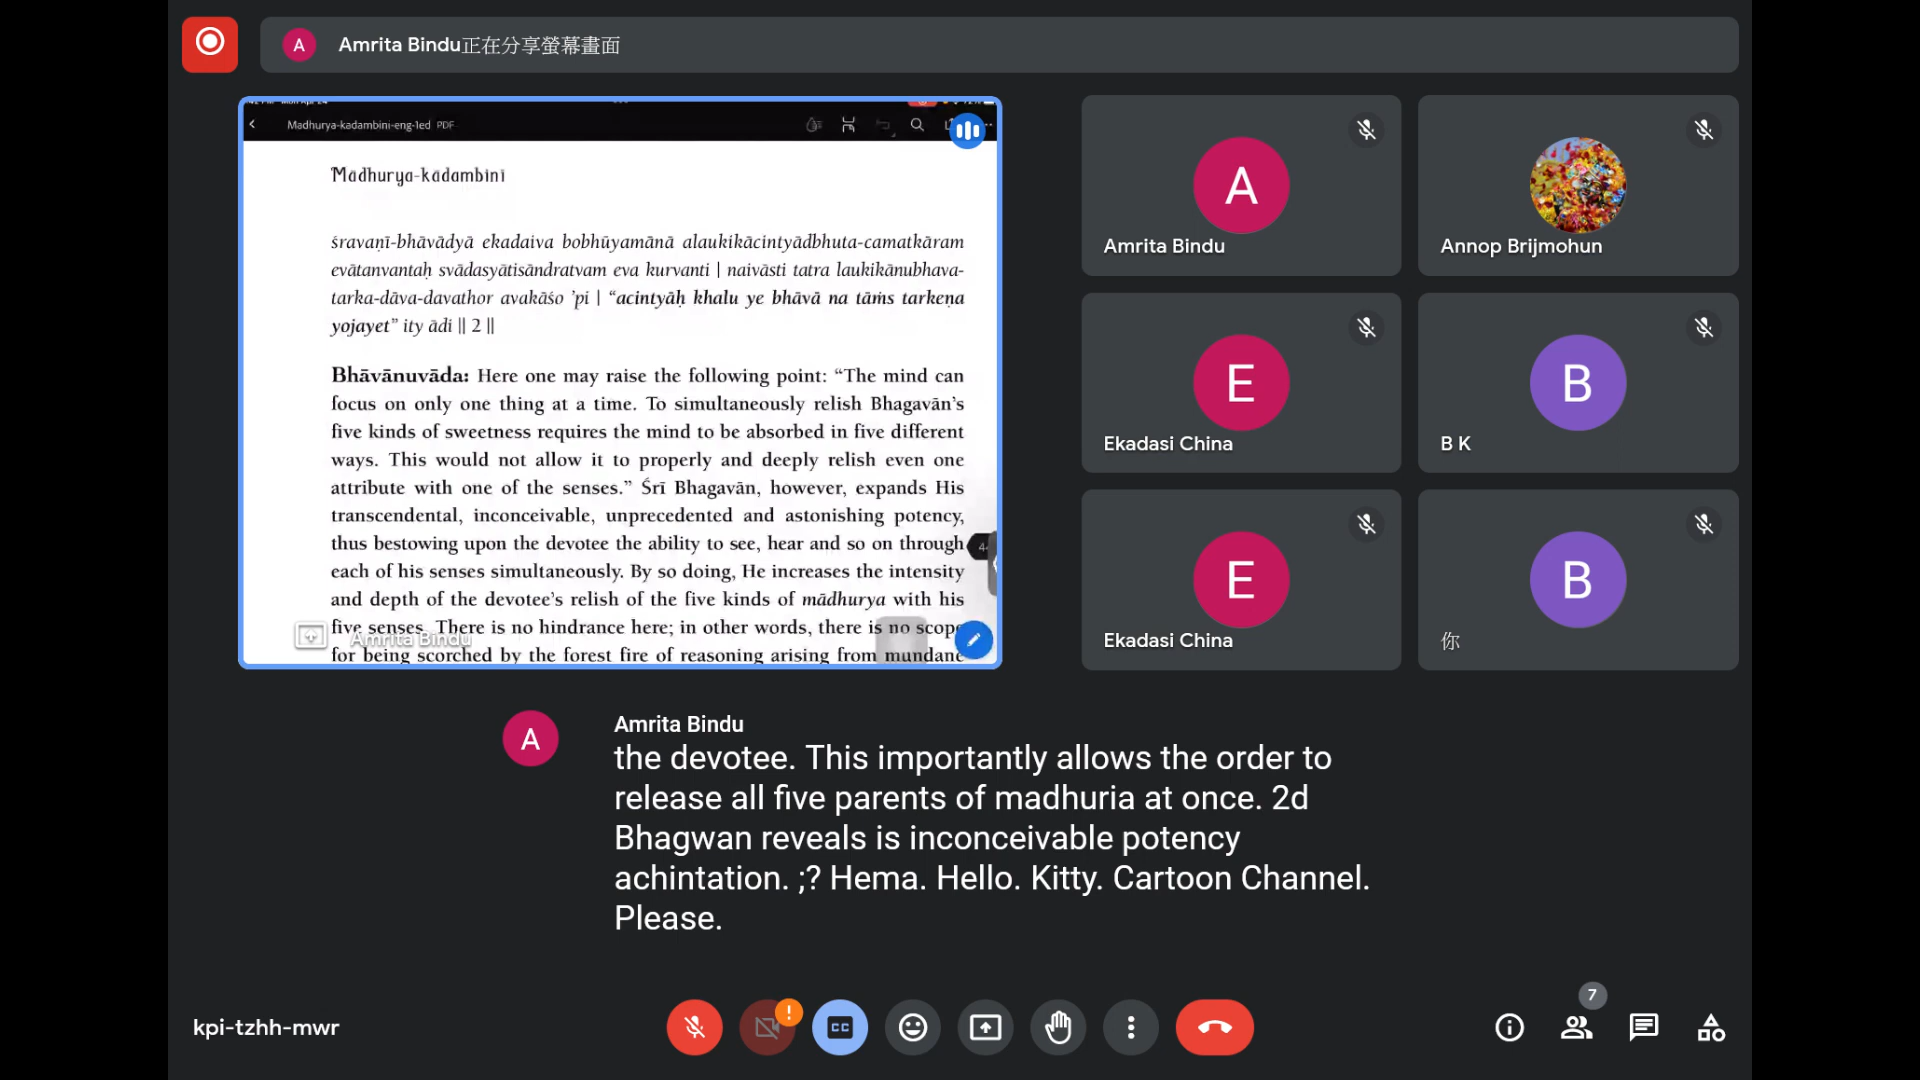 A Amrita Bindu正在分享螢幕畫面
Madhurya-kadambini-eng-1ed PDF
Mādhurya-kādambinī
śravaṇī-bhāvādyā ekadaiva bobhūyamānā alaukikācintyādbhuta-camatkāram
evātanvantaḥ svādasyātisāndratvam eva kurvanti | naivāsti tatra laukikānubhava-
tarka-dāva-davathor avakāśo 'pi | “acintyāḥ khalu ye bhāvā na tāṁs tarkeṇa
yojayet” ity ādi || 2 ||
Bhāvānuvāda: Here one may raise the following point: “The mind can
focus on only one thing at a time. To simultaneously relish Bhagavān’s
five kinds of sweetness requires the mind to be absorbed in five different
ways. This would not allow it to properly and deeply relish even one
attribute with one of the senses.” Śrī Bhagavān, however, expands His
transcendental, inconceivable, unprecedented and astonishing potency,
thus bestowing upon the devotee the ability to see, hear and so on through
each of his senses simultaneously. By so doing, He increases the intensity
and depth of the devotee’s relish of the five kinds of mādhurya with his
five senses. There is no hindrance here; in other words, there is no scope
for being scorched by the forest fire of reasoning arising from mundane
Amrita Bindu
A
Amrita Bindu
Annop Brijmohun
E
Ekadasi China
B
B K
E
Ekadasi China
B
你
A
Amrita Bindu
the devotee. This importantly allows the order to
release all five parents of madhuria at once. 2d
Bhagwan reveals is inconceivable potency
achintation. ;? Hema. Hello. Kitty. Cartoon Channel.
Please.
kpi-tzhh-mwr
!
CC
7